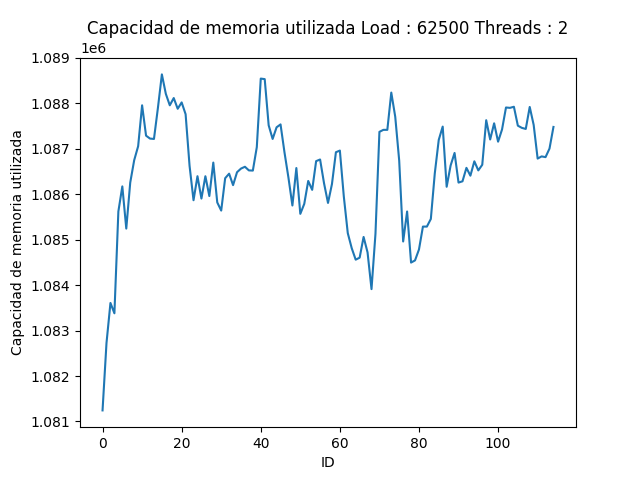 Capacidad de memoria utilizada Load : 62500 Threads : 2
1e6
1.089
1.088
1.087
1.086
1.085
1.084
1.083
1.082
1.081
Capacidad de memoria utilizada
0 20 40 60 80 100
ID